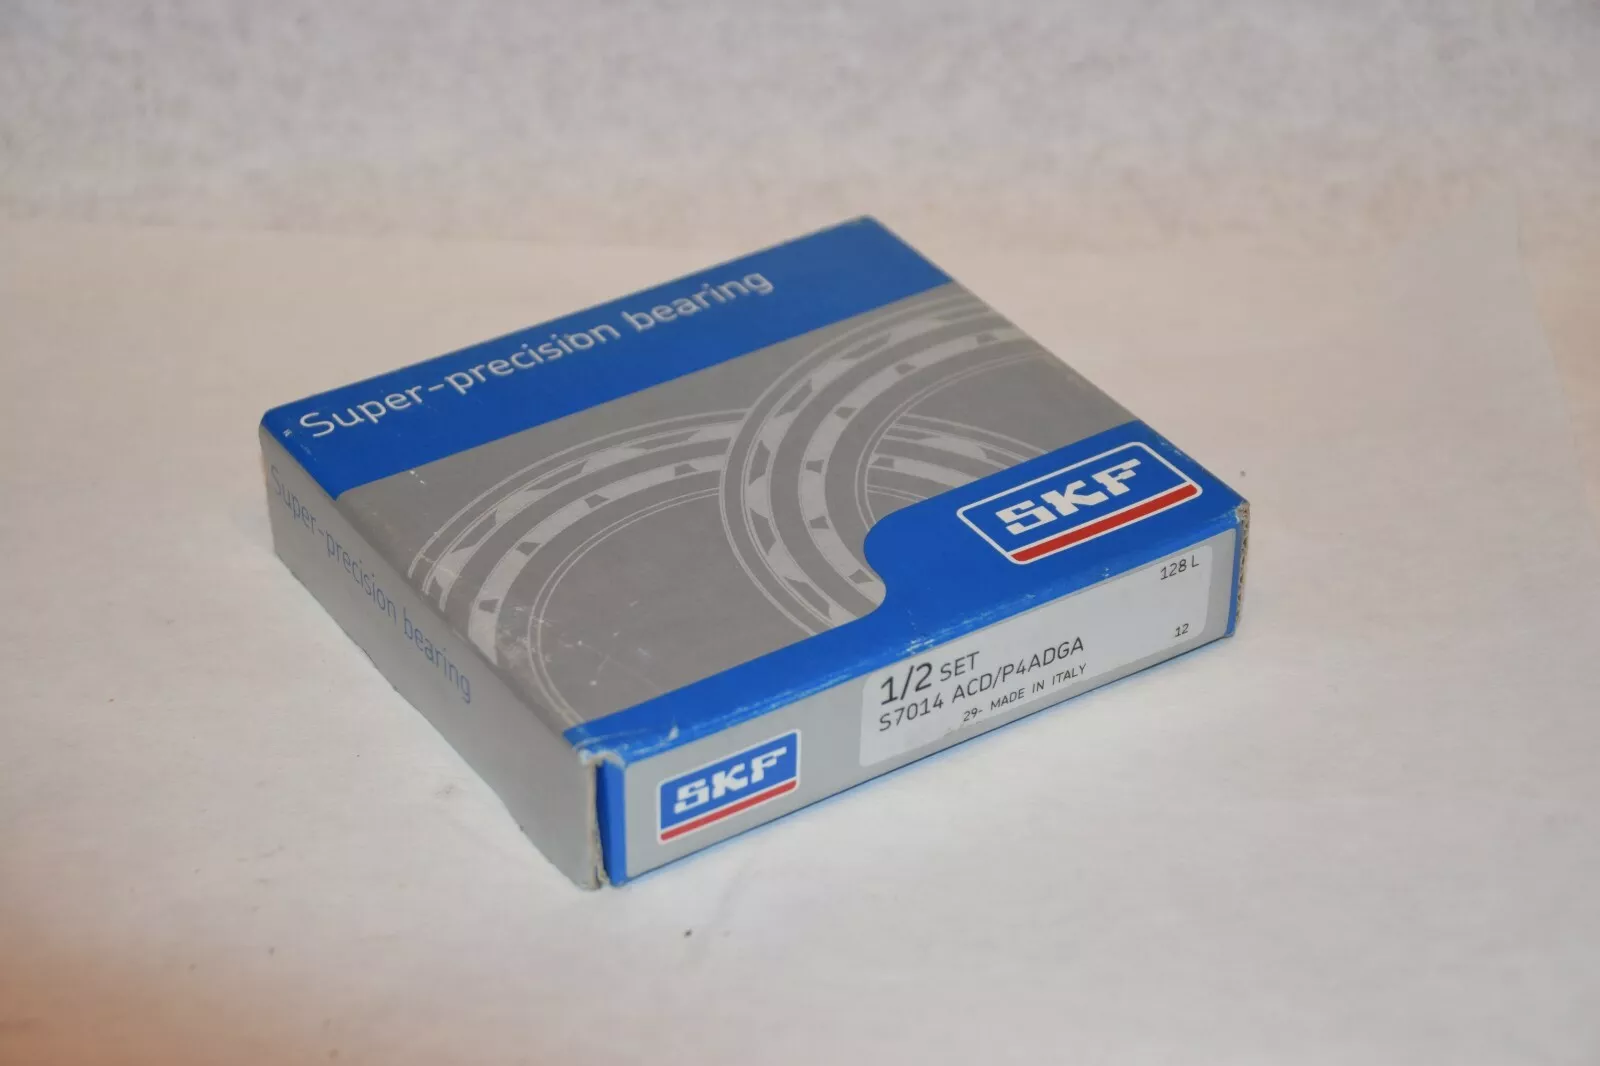 Super-precision bearing
Super-precision bearing
SKF
128 L
12
1/2 SET
S7014 ACD/P4ADGA
29- MADE IN ITALY
SKF